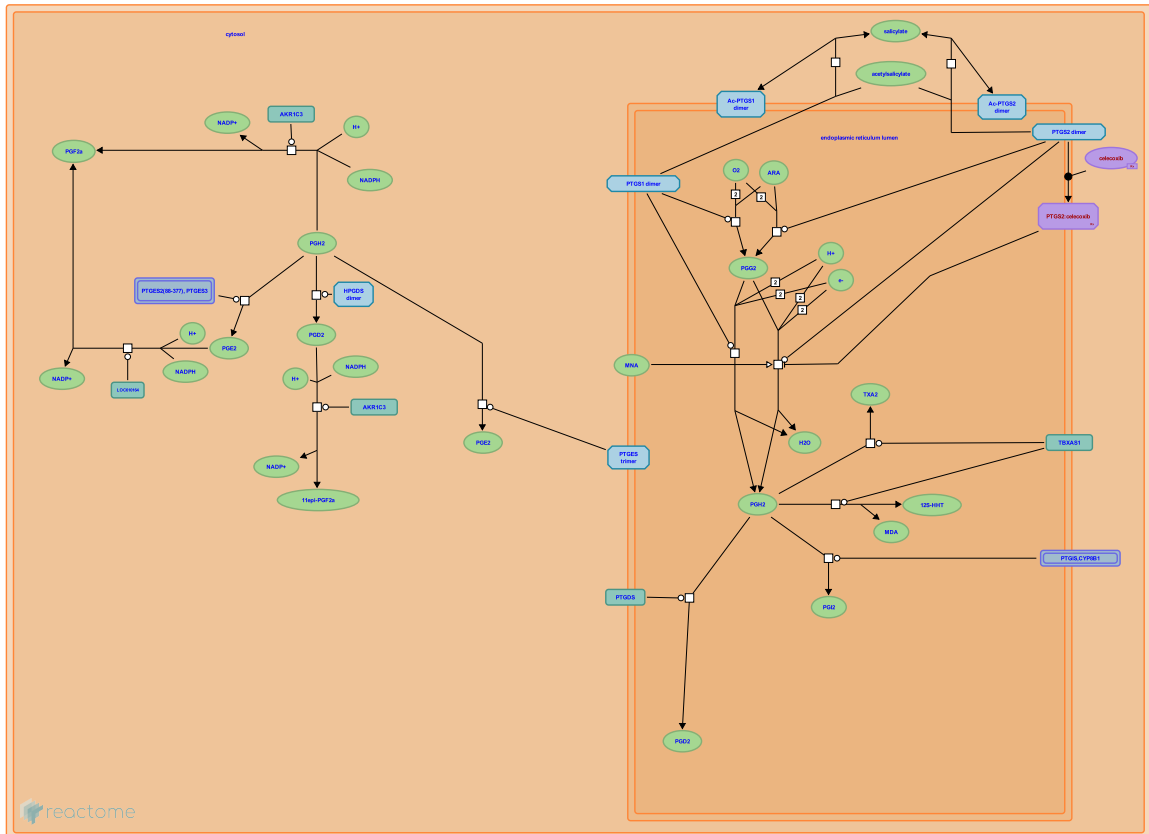 cytosol
salicylate
acetylsalicylate
Ac-PTGS1
dimer
Ac-PTGS2
dimer
AKR1C3
NADP+
H+
PTGS2 dimer
endoplasmic reticulum lumen
PGF2a
celecoxib
O2
ARA
NADPH
PTGS1 dimer
2
2
PTGS2:celecoxib
PGH2
H+
PGG2
e-
2
2
2
2
PTGES2(88-377), PTGES3
HPGDS
dimer
H+
PGD2
PGE2
NADPH
NADP+
H+
NADPH
MNA
TXA2
AKR1C3
PGE2
H2O
TBXAS1
PTGES
trimer
NADP+
11epi-PGF2a
PGH2
12S-HHT
MDA
PTGIS,CYP8B1
PTGDS
PGI2
PGD2
reactome